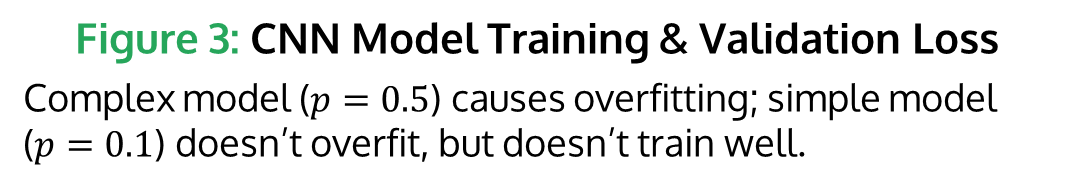 Figure 3: CNN Model Training & Validation Loss
Complex model (p = 0.5) causes overfitting; simple model
(p = 0.1) doesn’t overfit, but doesn’t train well.